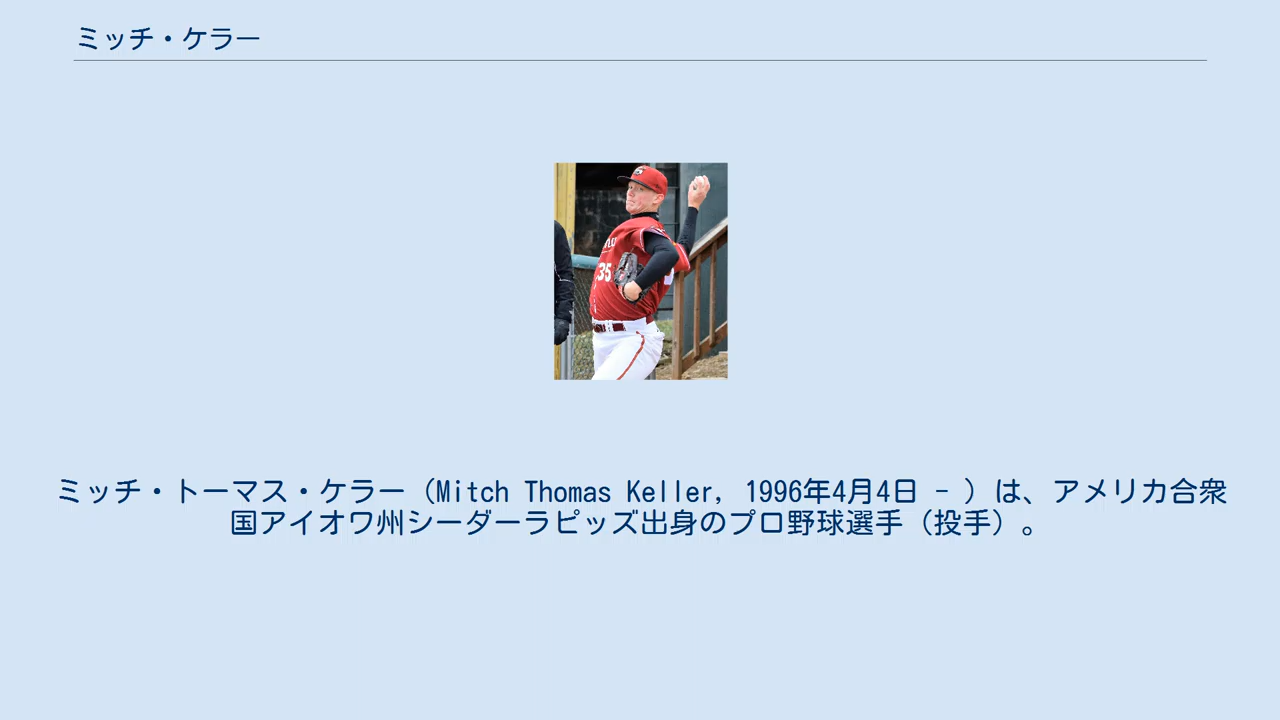 ミッチ・ケラー
35
ミッチ・トーマス・ケラー（Mitch Thomas Keller, 1996年4月4日 - ）は、アメリカ合衆
国アイオワ州シーダーラピッズ出身のプロ野球選手（投手）。